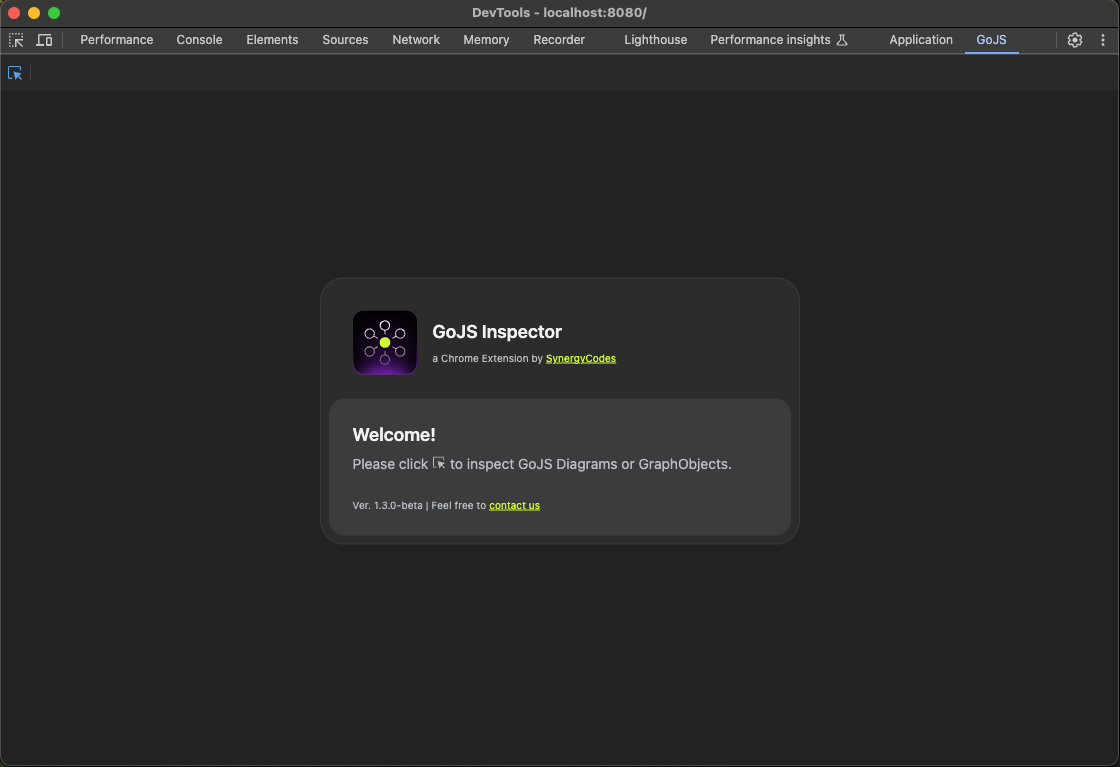 DevTools - localhost:8080/
Performance Console Elements Sources Network Memory Recorder Lighthouse Performance insights Application GoJS
GoJS Inspector
a Chrome Extension by SynergyCodes
Welcome!
Please click to inspect GoJS Diagrams or GraphObjects.
Ver. 1.3.0-beta | Feel free to contact us